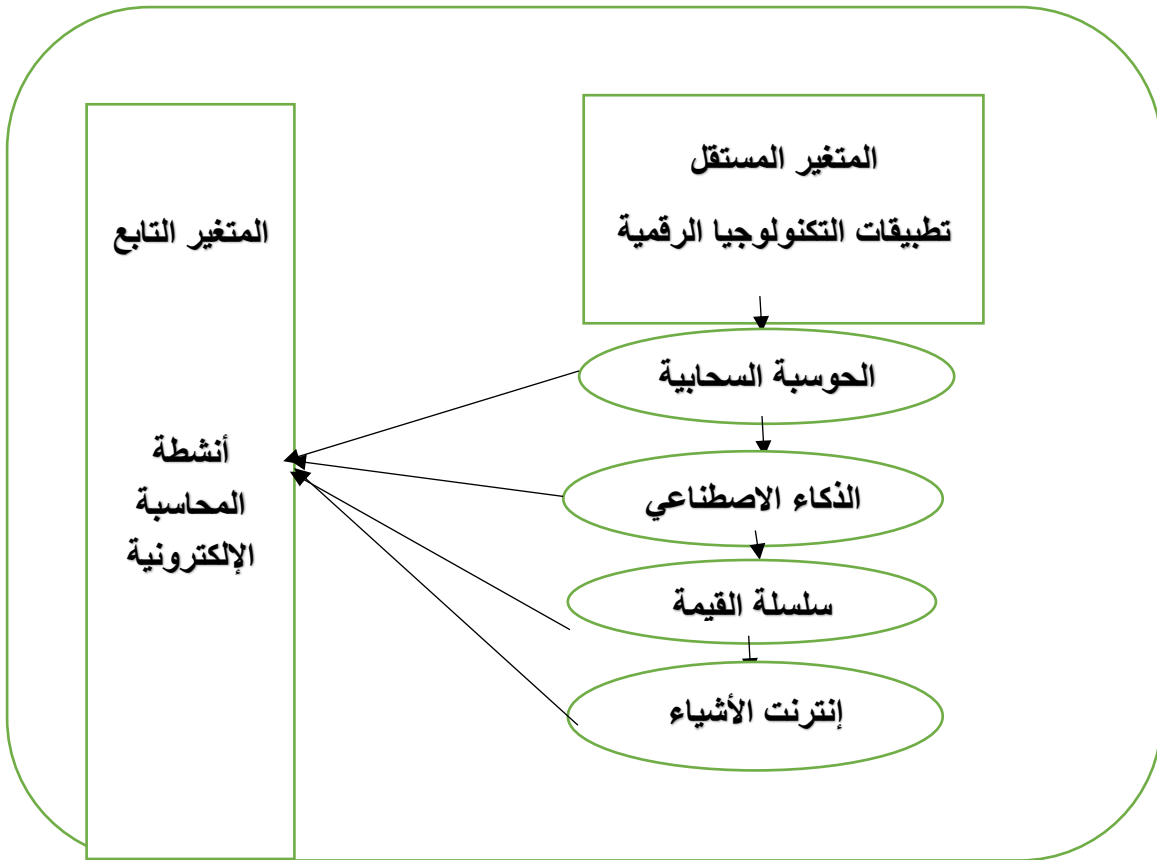 المتغير المستقل
تطبيقات التكنولوجيا الرقمية
الحوسبة السحابية
الذكاء الاصطناعي
سلسلة القيمة
إنترنت الأشياء
المتغير التابع
أنشطة
المحاسبة
الإلكترونية